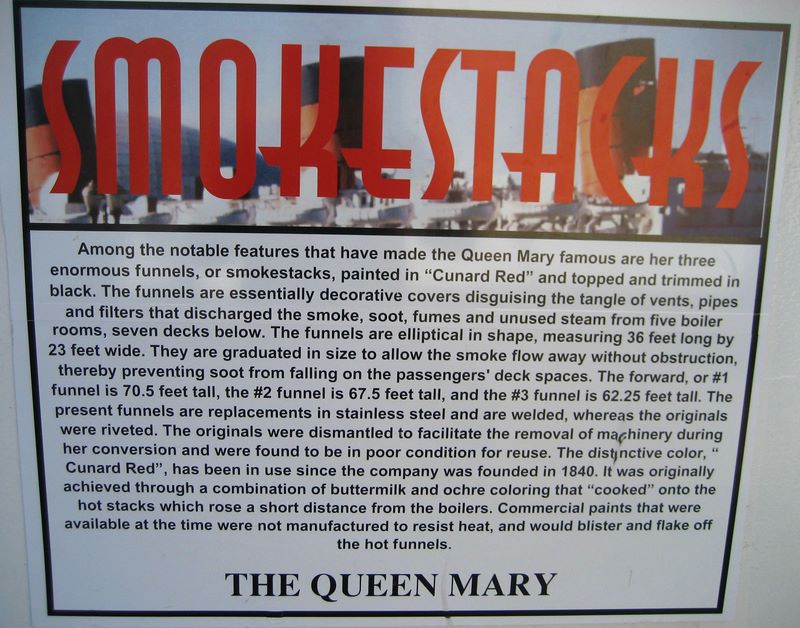 SMOKESTACKS
Among the notable features that have made the Queen Mary famous are her three
enormous funnels, or smokestacks, painted in “Cunard Red” and topped and trimmed in
black. The funnels are essentially decorative covers disguising the tangle of vents, pipes
and filters that discharged the smoke, soot, fumes and unused steam from five boiler
rooms, seven decks below. The funnels are elliptical in shape, measuring 36 feet long by
23 feet wide. They are graduated in size to allow the smoke flow away without obstruction,
thereby preventing soot from falling on the passengers' deck spaces. The forward, or #1
funnel is 70.5 feet tall, the #2 funnel is 67.5 feet tall, and the #3 funnel is 62.25 feet tall. The
present funnels are replacements in stainless steel and are welded, whereas the originals
were riveted. The originals were dismantled to facilitate the removal of machinery during
her conversion and were found to be in poor condition for reuse. The distinctive color, “
Cunard Red”, has been in use since the company was founded in 1840. It was originally
achieved through a combination of buttermilk and ochre coloring that “cooked” onto the
hot stacks which rose a short distance from the boilers. Commercial paints that were
available at the time were not manufactured to resist heat, and would blister and flake off
the hot funnels.
THE QUEEN MARY